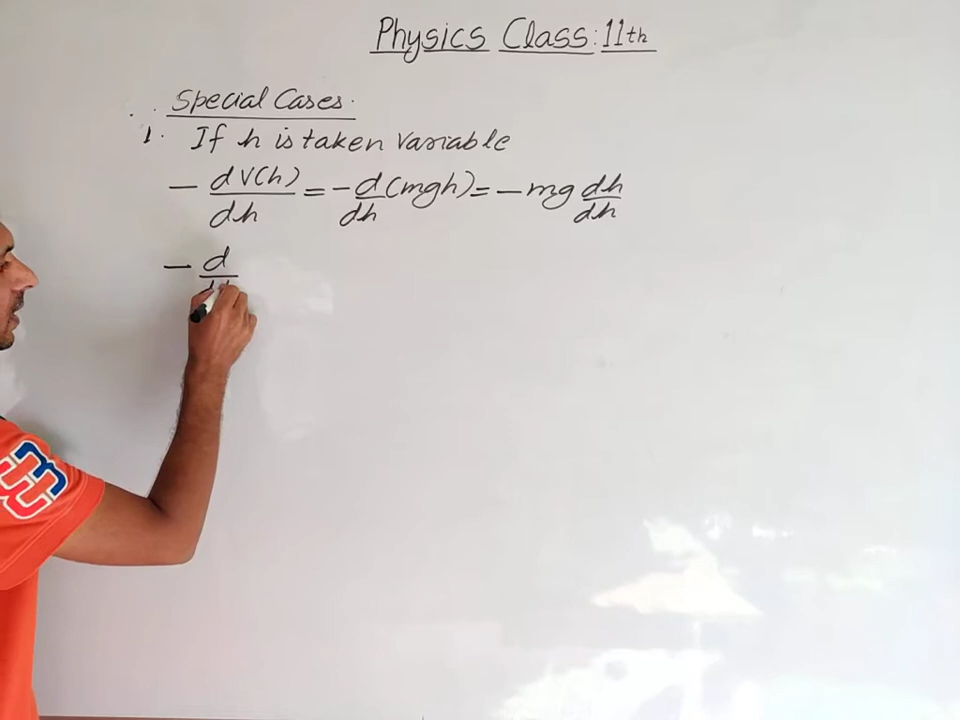 Physics Class: 11th
Special Cases.
1. If h is taken variable
- dV(h)/dh = - d/dh (mgh) = - mg dh/dh
- d